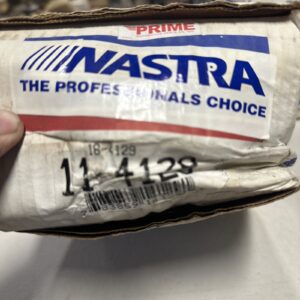 PRIME
NASTRA
THE PROFESSIONALS CHOICE
18-4129
11-4129